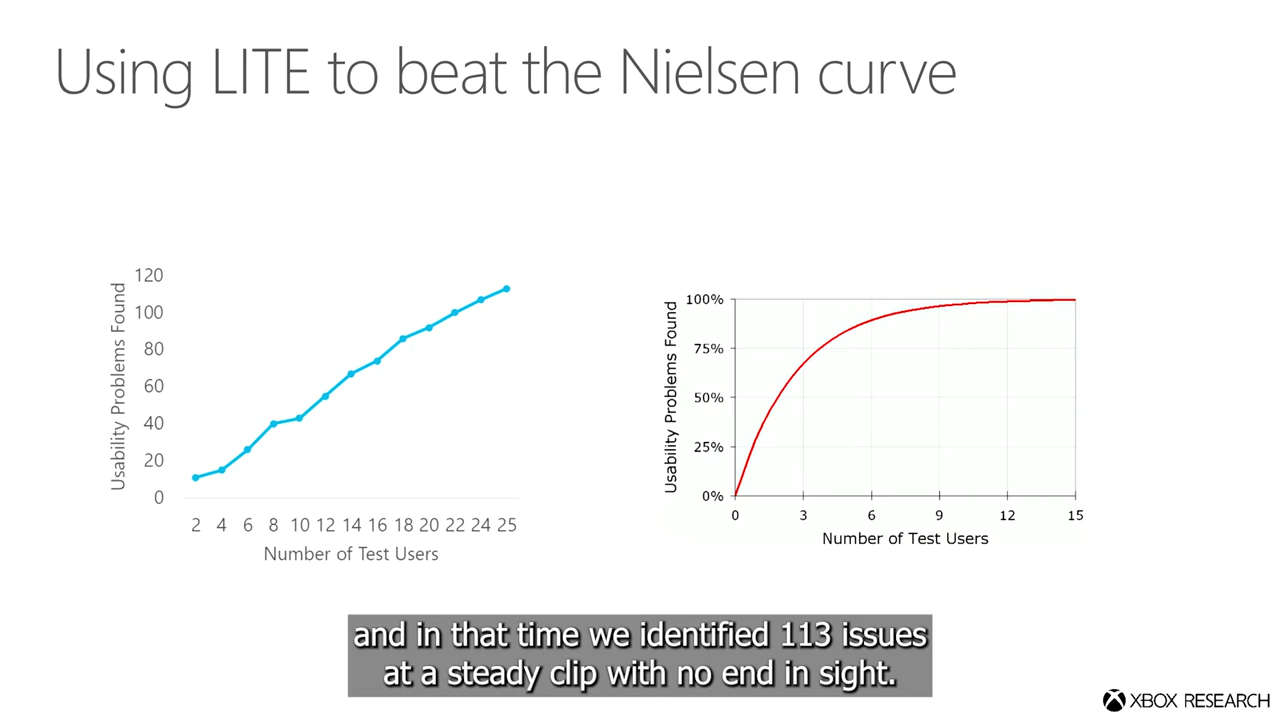 Using LITE to beat the Nielsen curve
Usability Problems Found
120
100
80
60
40
20
0
2 4 6 8 10 12 14 16 18 20 22 24 25
Number of Test Users
Usability Problems Found
100%
75%
50%
25%
0%
0 3 6 9 12 15
Number of Test Users
and in that time we identified 113 issues
at a steady clip with no end in sight.
XBOX RESEARCH